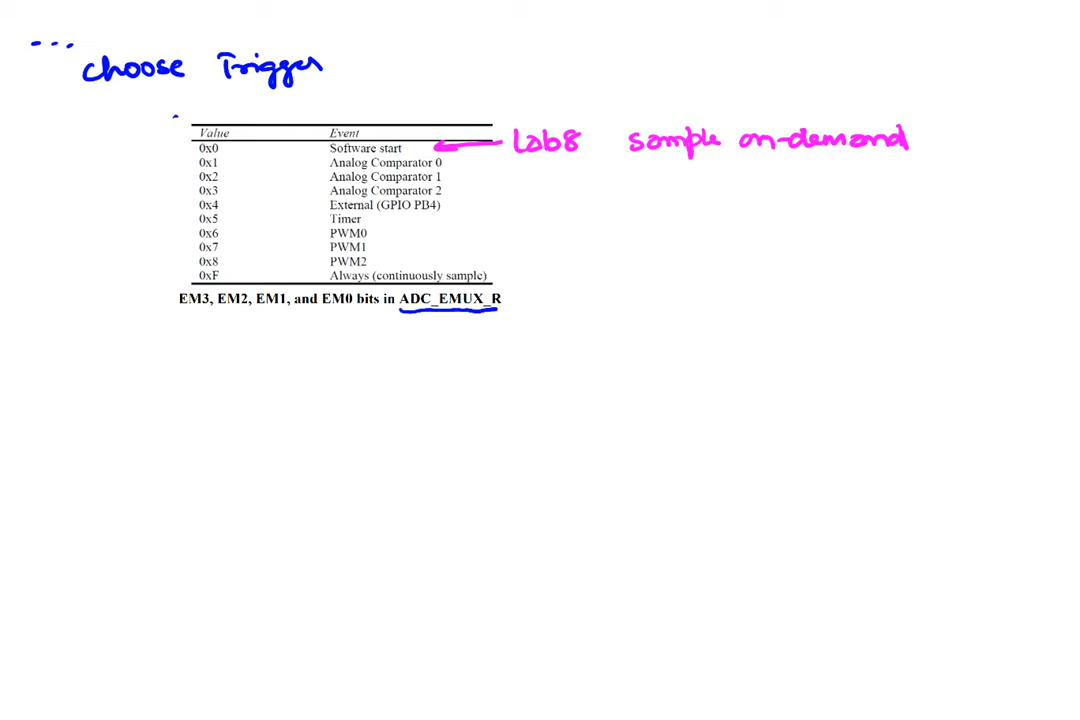 ... choose Trigger
Value Event
0x0 Software start
Lab8 sample on-demand
0x1 Analog Comparator 0
0x2 Analog Comparator 1
0x3 Analog Comparator 2
0x4 External (GPIO PB4)
0x5 Timer
0x6 PWM0
0x7 PWM1
0x8 PWM2
0xF Always (continuously sample)
EM3, EM2, EM1, and EM0 bits in ADC_EMUX_R